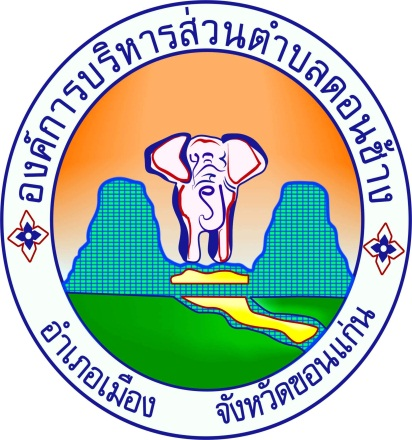 องค์การบริหารส่วนตำบลดอนช้าง
อำเภอเมือง จังหวัดขอนแก่น